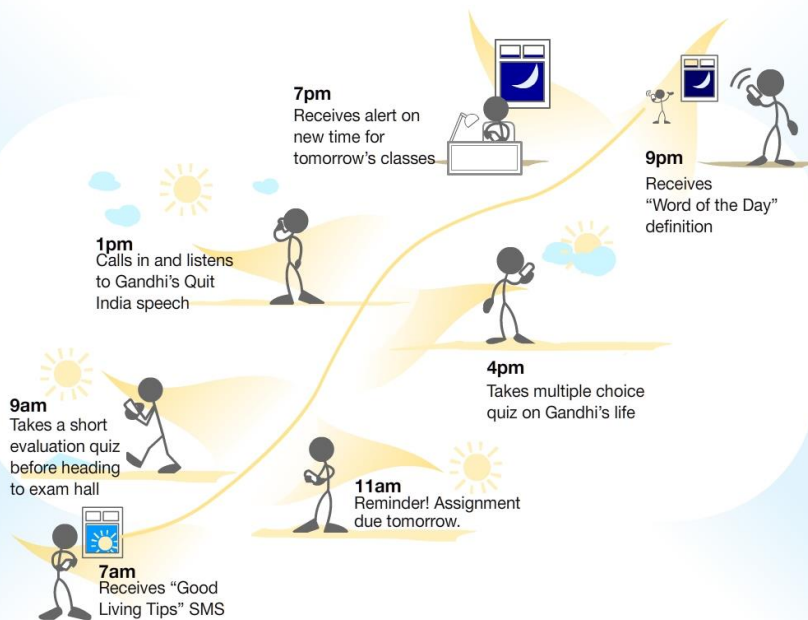 7pm
Receives alert on
new time for
tomorrow's classes
9pm
Receives
“Word of the Day”
definition
1pm
Calls in and listens
to Gandhi's Quit
India speech
4pm
Takes multiple choice
quiz on Gandhi's life
9am
Takes a short
evaluation quiz
before heading
to exam hall
11am
Reminder! Assignment
due tomorrow.
7am
Receives “Good
Living Tips” SMS